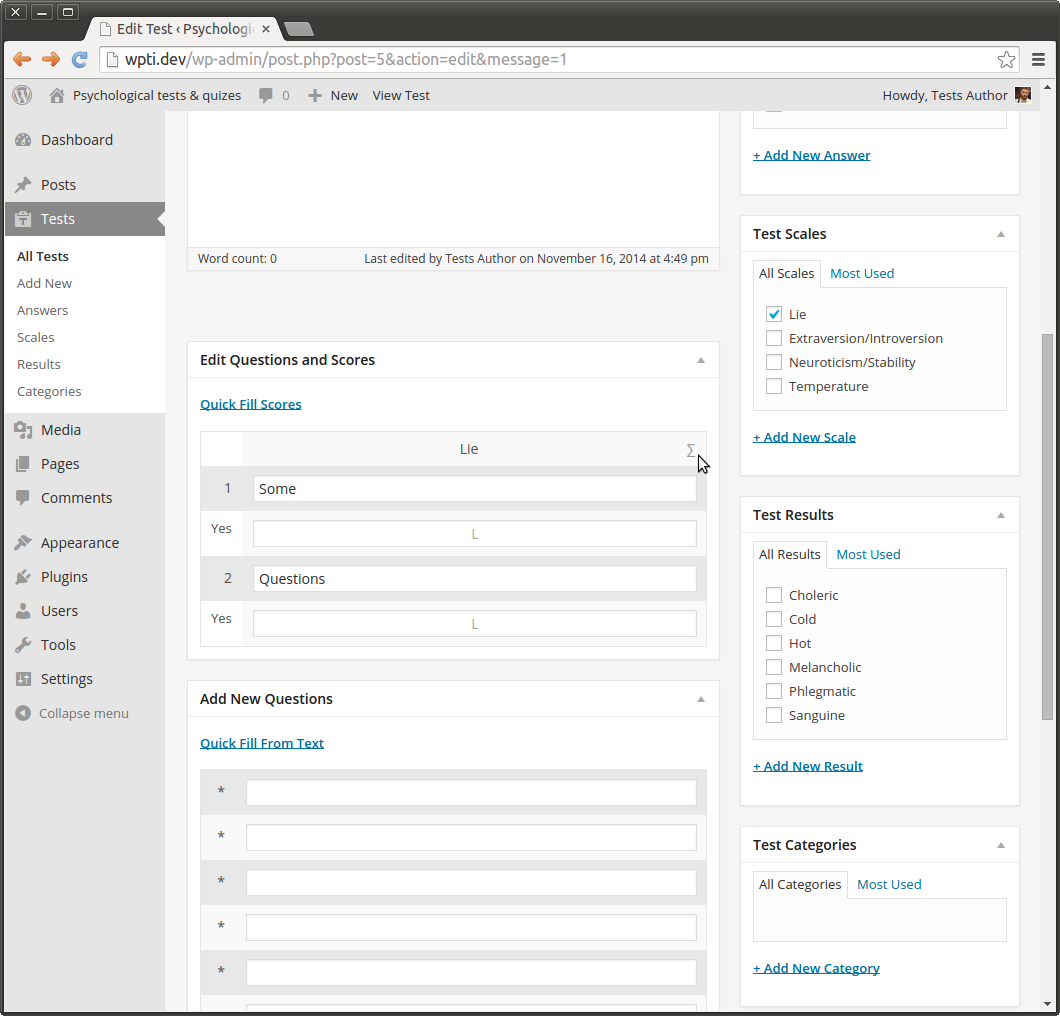 Edit Test ‹ Psychologi
wpti.dev/wp-admin/post.php?post=5&action=edit&message=1
Psychological tests & quizes 0 New View Test Howdy, Tests Author
Dashboard
Posts
Tests
All Tests
Add New
Answers
Scales
Results
Categories
Media
Pages
Comments
Appearance
Plugins
Users
Tools
Settings
Collapse menu
Word count: 0 Last edited by Tests Author on November 16, 2014 at 4:49 pm
Edit Questions and Scores
Quick Fill Scores
Lie ∑
1 Some
Yes L
2 Questions
Yes L
Add New Questions
Quick Fill From Text
*
*
*
*
*
+ Add New Answer
Test Scales
All Scales Most Used
Lie
Extraversion/Introversion
Neuroticism/Stability
Temperature
+ Add New Scale
Test Results
All Results Most Used
Choleric
Cold
Hot
Melancholic
Phlegmatic
Sanguine
+ Add New Result
Test Categories
All Categories Most Used
+ Add New Category